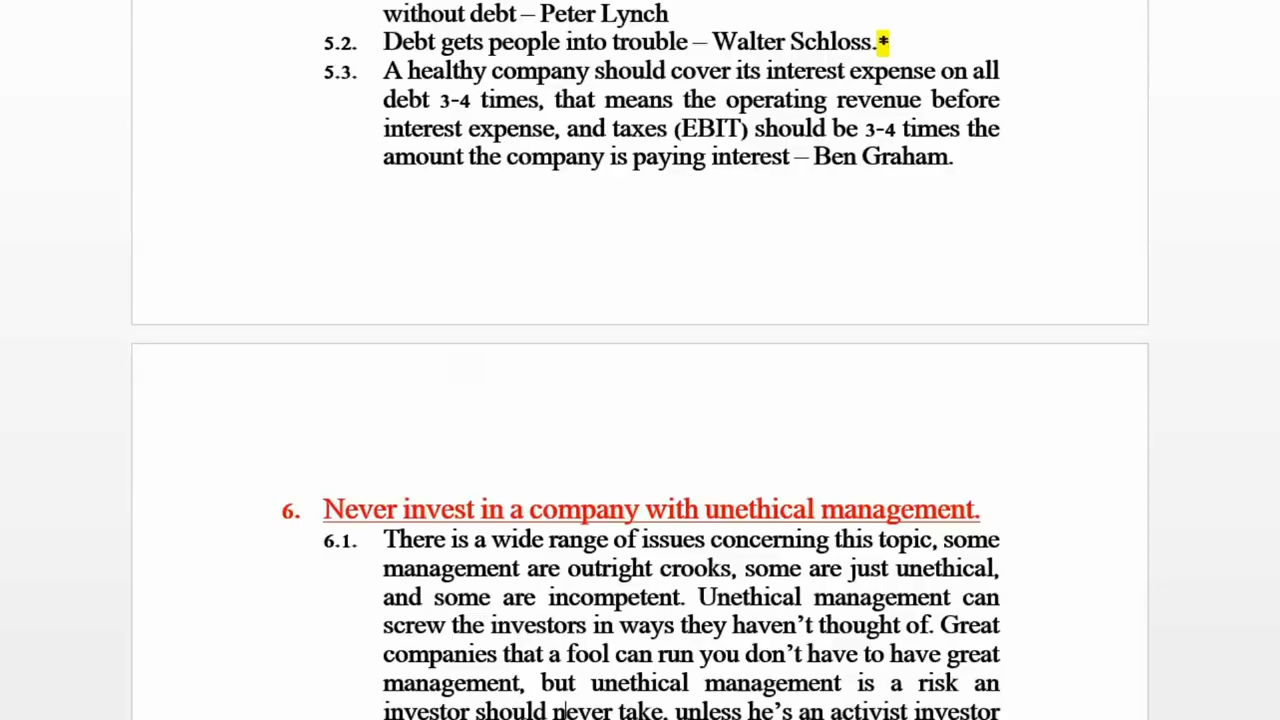 without debt – Peter Lynch
5.2. Debt gets people into trouble – Walter Schloss.*
5.3. A healthy company should cover its interest expense on all
debt 3-4 times, that means the operating revenue before
interest expense, and taxes (EBIT) should be 3-4 times the
amount the company is paying interest – Ben Graham.
6. Never invest in a company with unethical management.
6.1. There is a wide range of issues concerning this topic, some
management are outright crooks, some are just unethical,
and some are incompetent. Unethical management can
screw the investors in ways they haven’t thought of. Great
companies that a fool can run you don’t have to have great
management, but unethical management is a risk an
investor should never take, unless he’s an activist investor